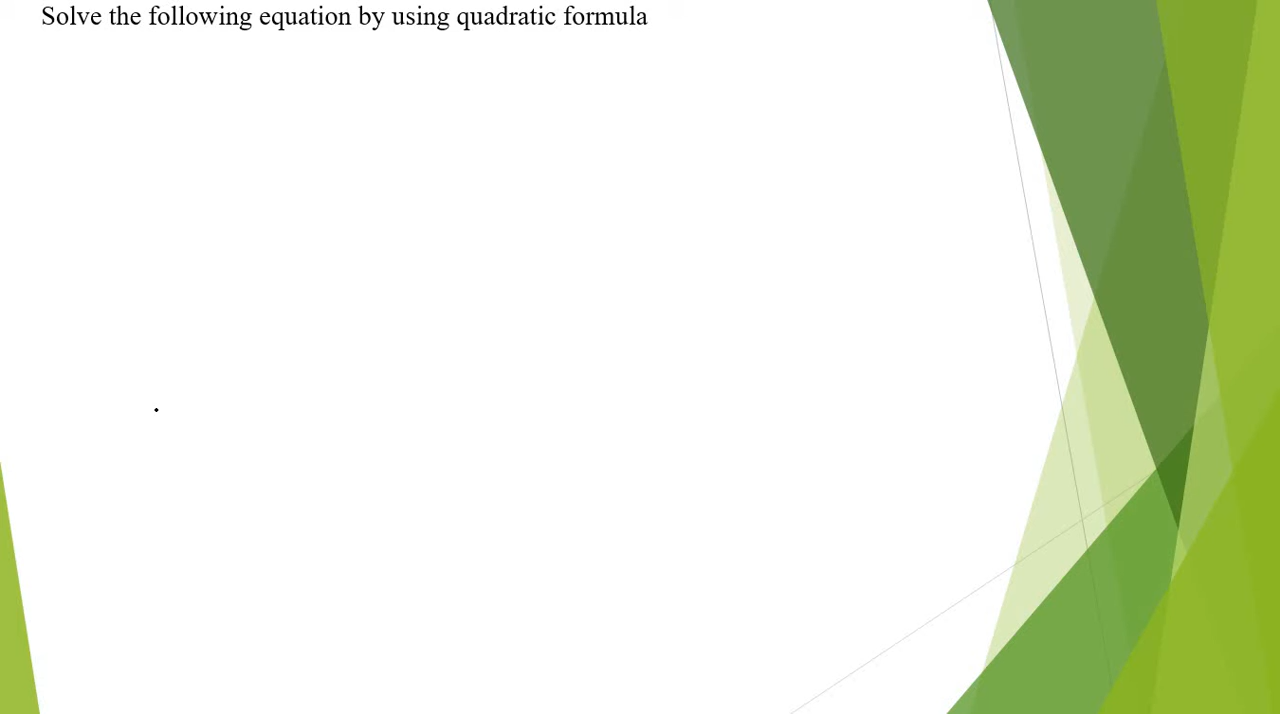 Solve the following equation by using quadratic formula
.